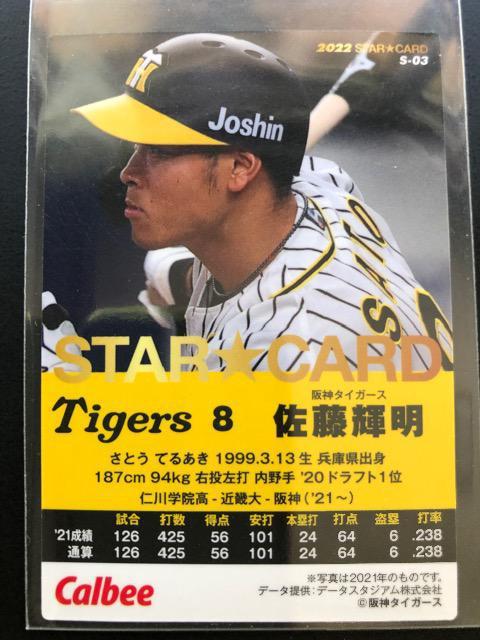 2022 STAR★CARD
S-03
Joshin
SATO
STAR★CARD
阪神タイガース
Tigers 8 佐藤輝明
さとう てるあき 1999.3.13 生 兵庫県出身
187cm 94kg 右投左打 内野手 '20ドラフト1位
仁川学院高 - 近畿大 - 阪神 ('21〜)
試合 打数 得点 安打 本塁打 打点 盗塁 打率
'21成績 126 425 56 101 24 64 6 .238
通算 126 425 56 101 24 64 6 .238
Calbee
※写真は2021年のものです。
データ提供：データスタジアム株式会社
©阪神タイガース